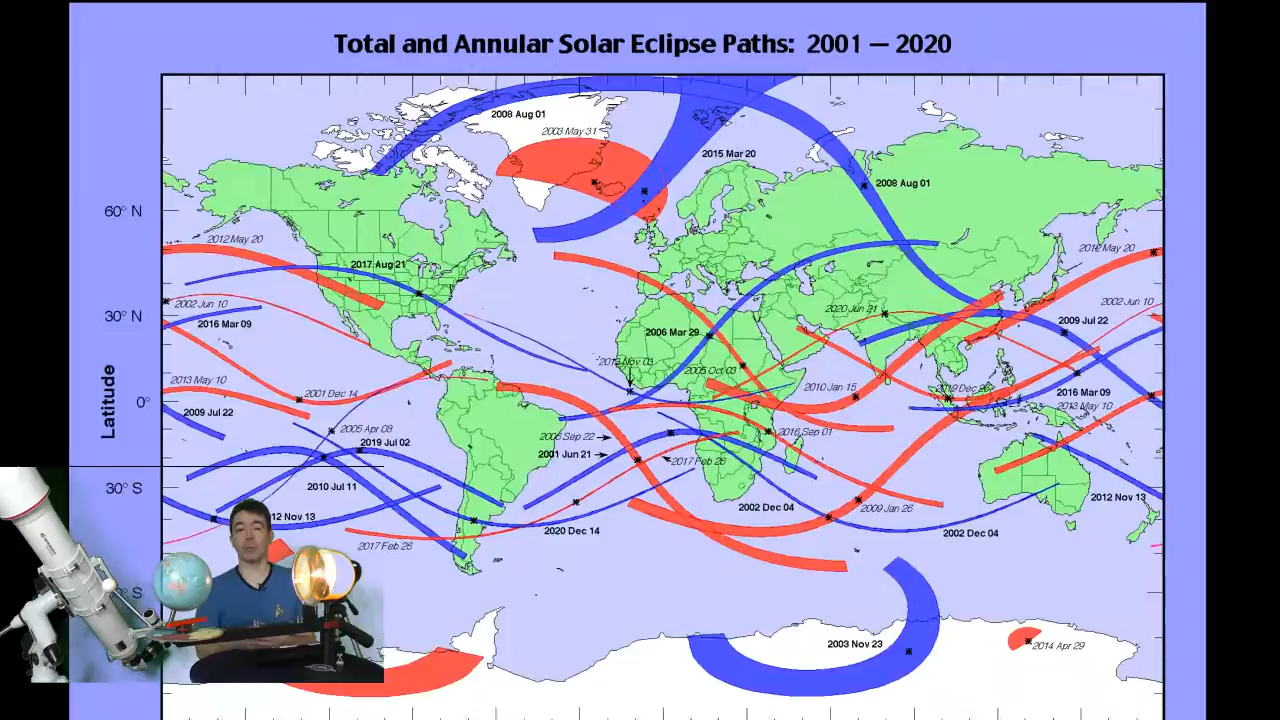 Total and Annular Solar Eclipse Paths: 2001 — 2020
2008 Aug 01
2003 May 31
2015 Mar 20
2008 Aug 01
60° N
2012 May 20
2012 May 20
2017 Aug 21
2002 Jun 10
2002 Jun 10
2020 Jun 21
2016 Mar 09
30° N
2009 Jul 22
2006 Mar 29
2013 Nov 03
2005 Oct 03
2013 May 10
2010 Jan 15
2019 Dec 26
2001 Dec 14
2016 Mar 09
Latitude
0°
2013 May 10
2009 Jul 22
2005 Apr 08
2016 Sep 01
2006 Sep 22
2019 Jul 02
2001 Jun 21
2017 Feb 26
30° S
2010 Jul 11
2012 Nov 13
2002 Dec 04
2009 Jan 26
12 Nov 13
2020 Dec 14
2002 Dec 04
2017 Feb 26
° S
2003 Nov 23
2014 Apr 29